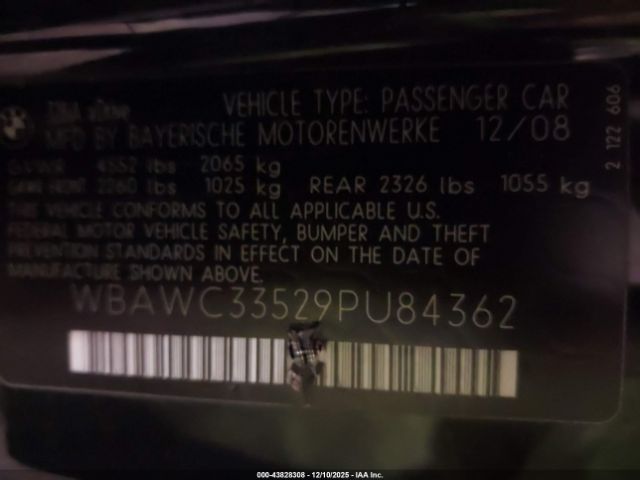 VEHICLE TYPE: PASSENGER CAR
MFD BY BAYERISCHE MOTORENWERKE 12/08
GVWR 4552 lbs 2065 kg
GAWR FRONT 2260 lbs 1025 kg REAR 2326 lbs 1055 kg
THIS VEHICLE CONFORMS TO ALL APPLICABLE U.S.
FEDERAL MOTOR VEHICLE SAFETY, BUMPER AND THEFT
PREVENTION STANDARDS IN EFFECT ON THE DATE OF
MANUFACTURE SHOWN ABOVE.
WBAWC33529PU84362
2 122 606
000-43828308 - 12/10/2025 - IAA Inc.